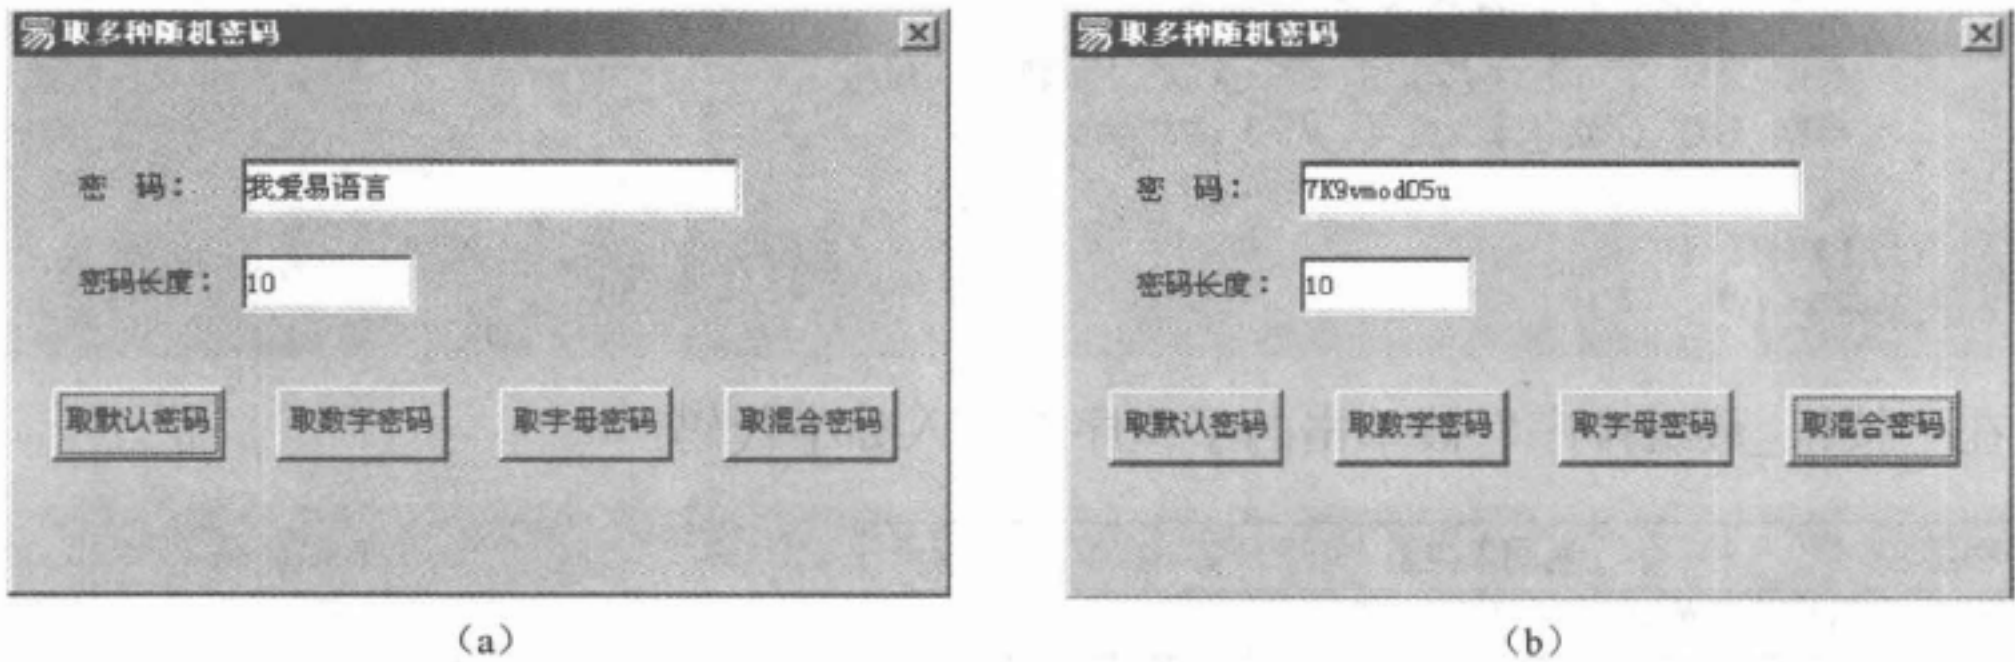 取多种随机密码
密 码：
我爱易语言
密码长度：
10
取默认密码 取数字密码 取字母密码 取混合密码
(a)
取多种随机密码
密 码：
7K9vmodO5u
密码长度：
10
取默认密码 取数字密码 取字母密码 取混合密码
(b)